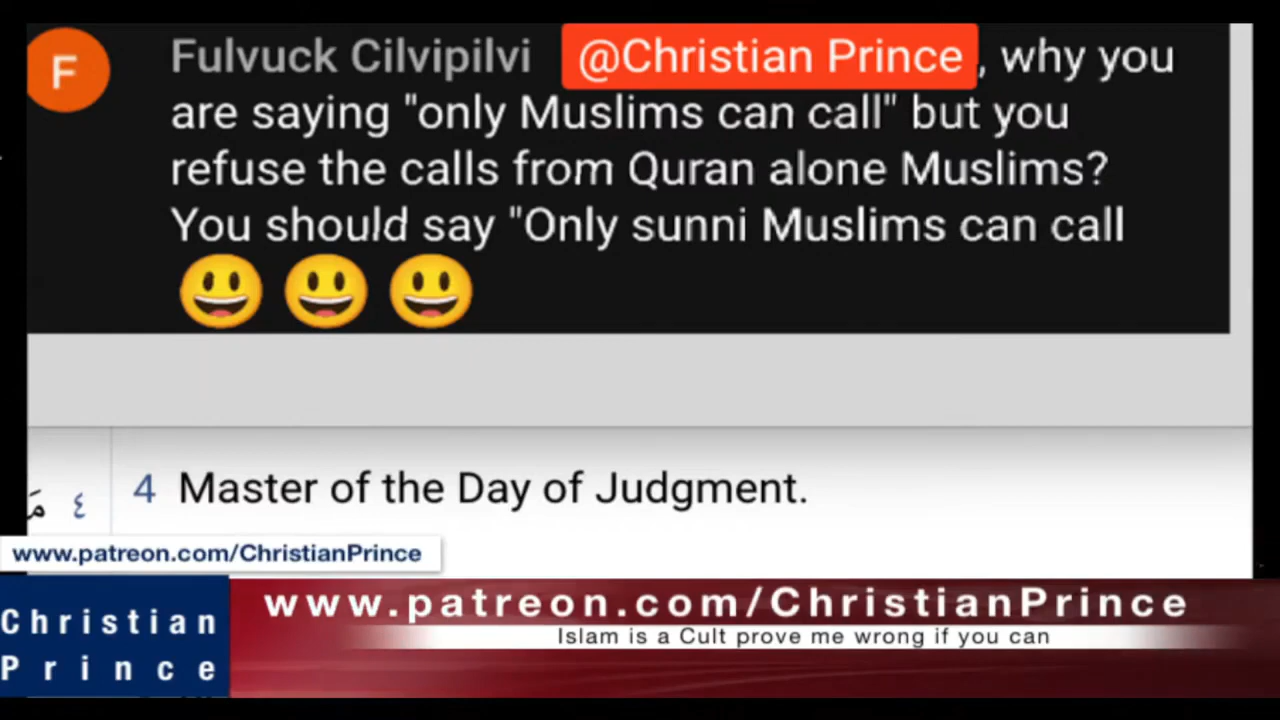 F
Fulvuck Cilvipilvi @Christian Prince, why you
are saying "only Muslims can call" but you
refuse the calls from Quran alone Muslims?
You should say "Only sunni Muslims can call
😃 😃 😃
٤
4 Master of the Day of Judgment.
www.patreon.com/ChristianPrince
Christian
Prince
www.patreon.com/ChristianPrince
Islam is a Cult prove me wrong if you can